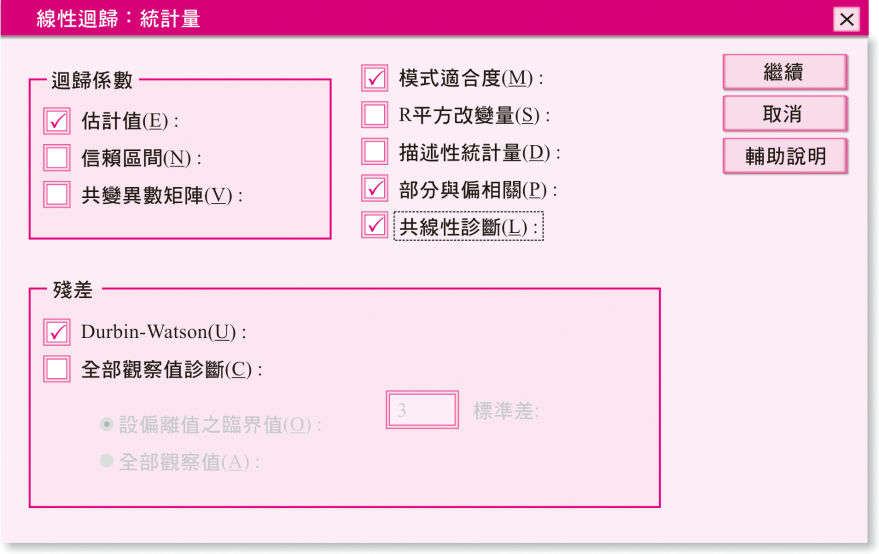 線性迴歸：統計量
迴歸係數
估計值(E)：
信賴區間(N)：
共變異數矩陣(V)：
模式適合度(M)：
R平方改變量(S)：
描述性統計量(D)：
部分與偏相關(P)：
共線性診斷(L)：
繼續
取消
輔助說明
殘差
Durbin-Watson(U)：
全部觀察值診斷(C)：
設偏離值之臨界值(O)：
3 標準差:
全部觀察值(A)：